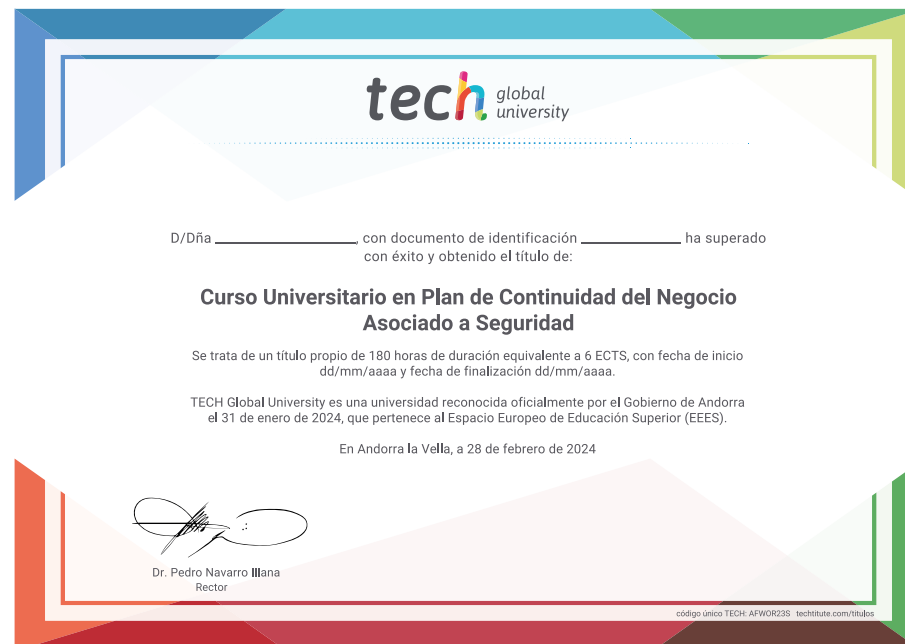 tech global university
D/Dña ____________________, con documento de identificación ______________ ha superado
con éxito y obtenido el título de:
Curso Universitario en Plan de Continuidad del Negocio
Asociado a Seguridad
Se trata de un título propio de 180 horas de duración equivalente a 6 ECTS, con fecha de inicio
dd/mm/aaaa y fecha de finalización dd/mm/aaaa.
TECH Global University es una universidad reconocida oficialmente por el Gobierno de Andorra
el 31 de enero de 2024, que pertenece al Espacio Europeo de Educación Superior (EEES).
En Andorra la Vella, a 28 de febrero de 2024
Dr. Pedro Navarro Illana
Rector
código único TECH: AFWOR23S techtitute.com/titulos